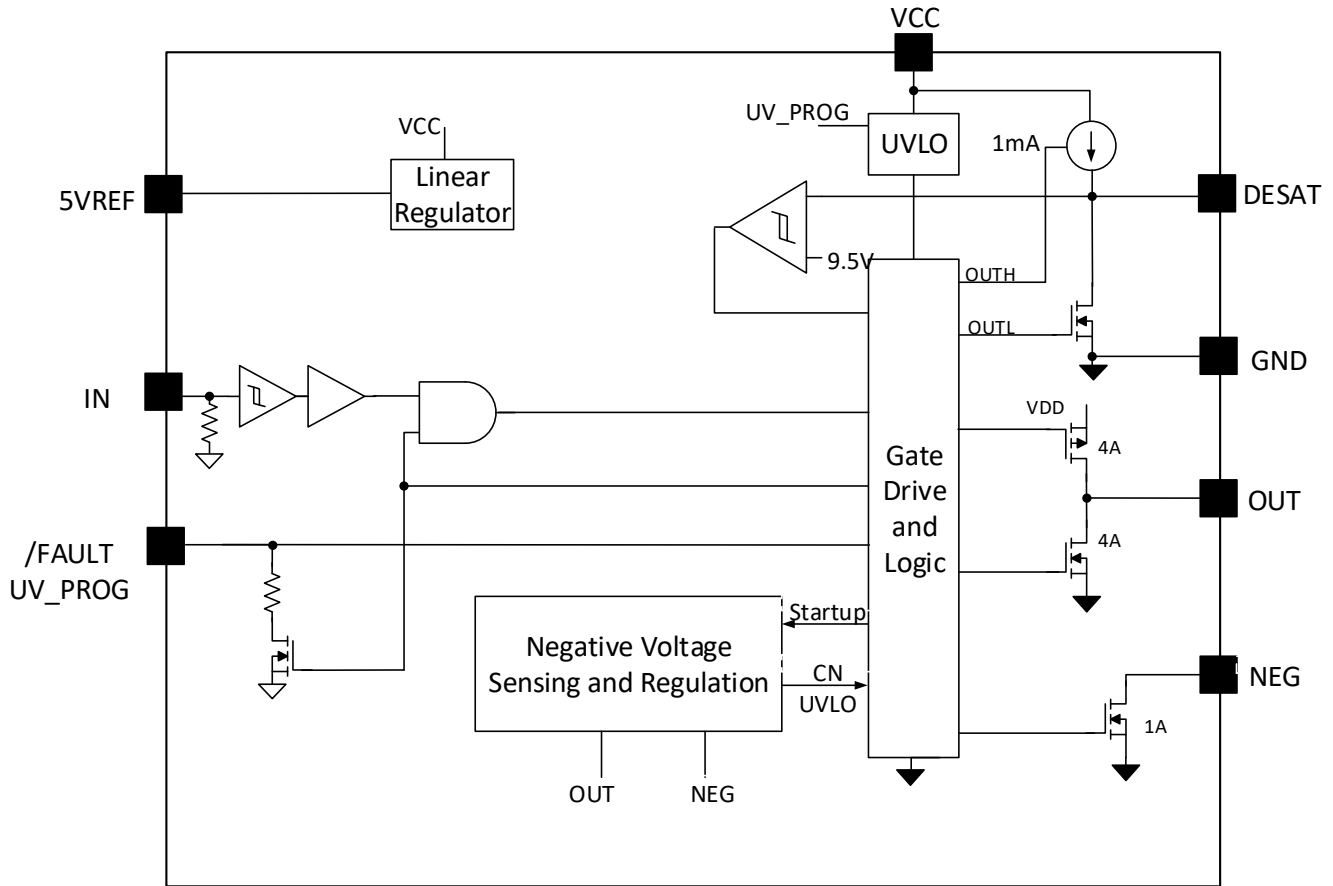 VCC
UV_PROG
UVLO
1mA
VCC
Linear
Regulator
5VREF
DESAT
9.5V
OUTH
OUTL
GND
IN
VDD
4A
Gate
Drive
and
Logic
OUT
4A
/FAULT
UV_PROG
Startup
Negative Voltage
Sensing and Regulation
CN
UVLO
NEG
1A
OUT
NEG